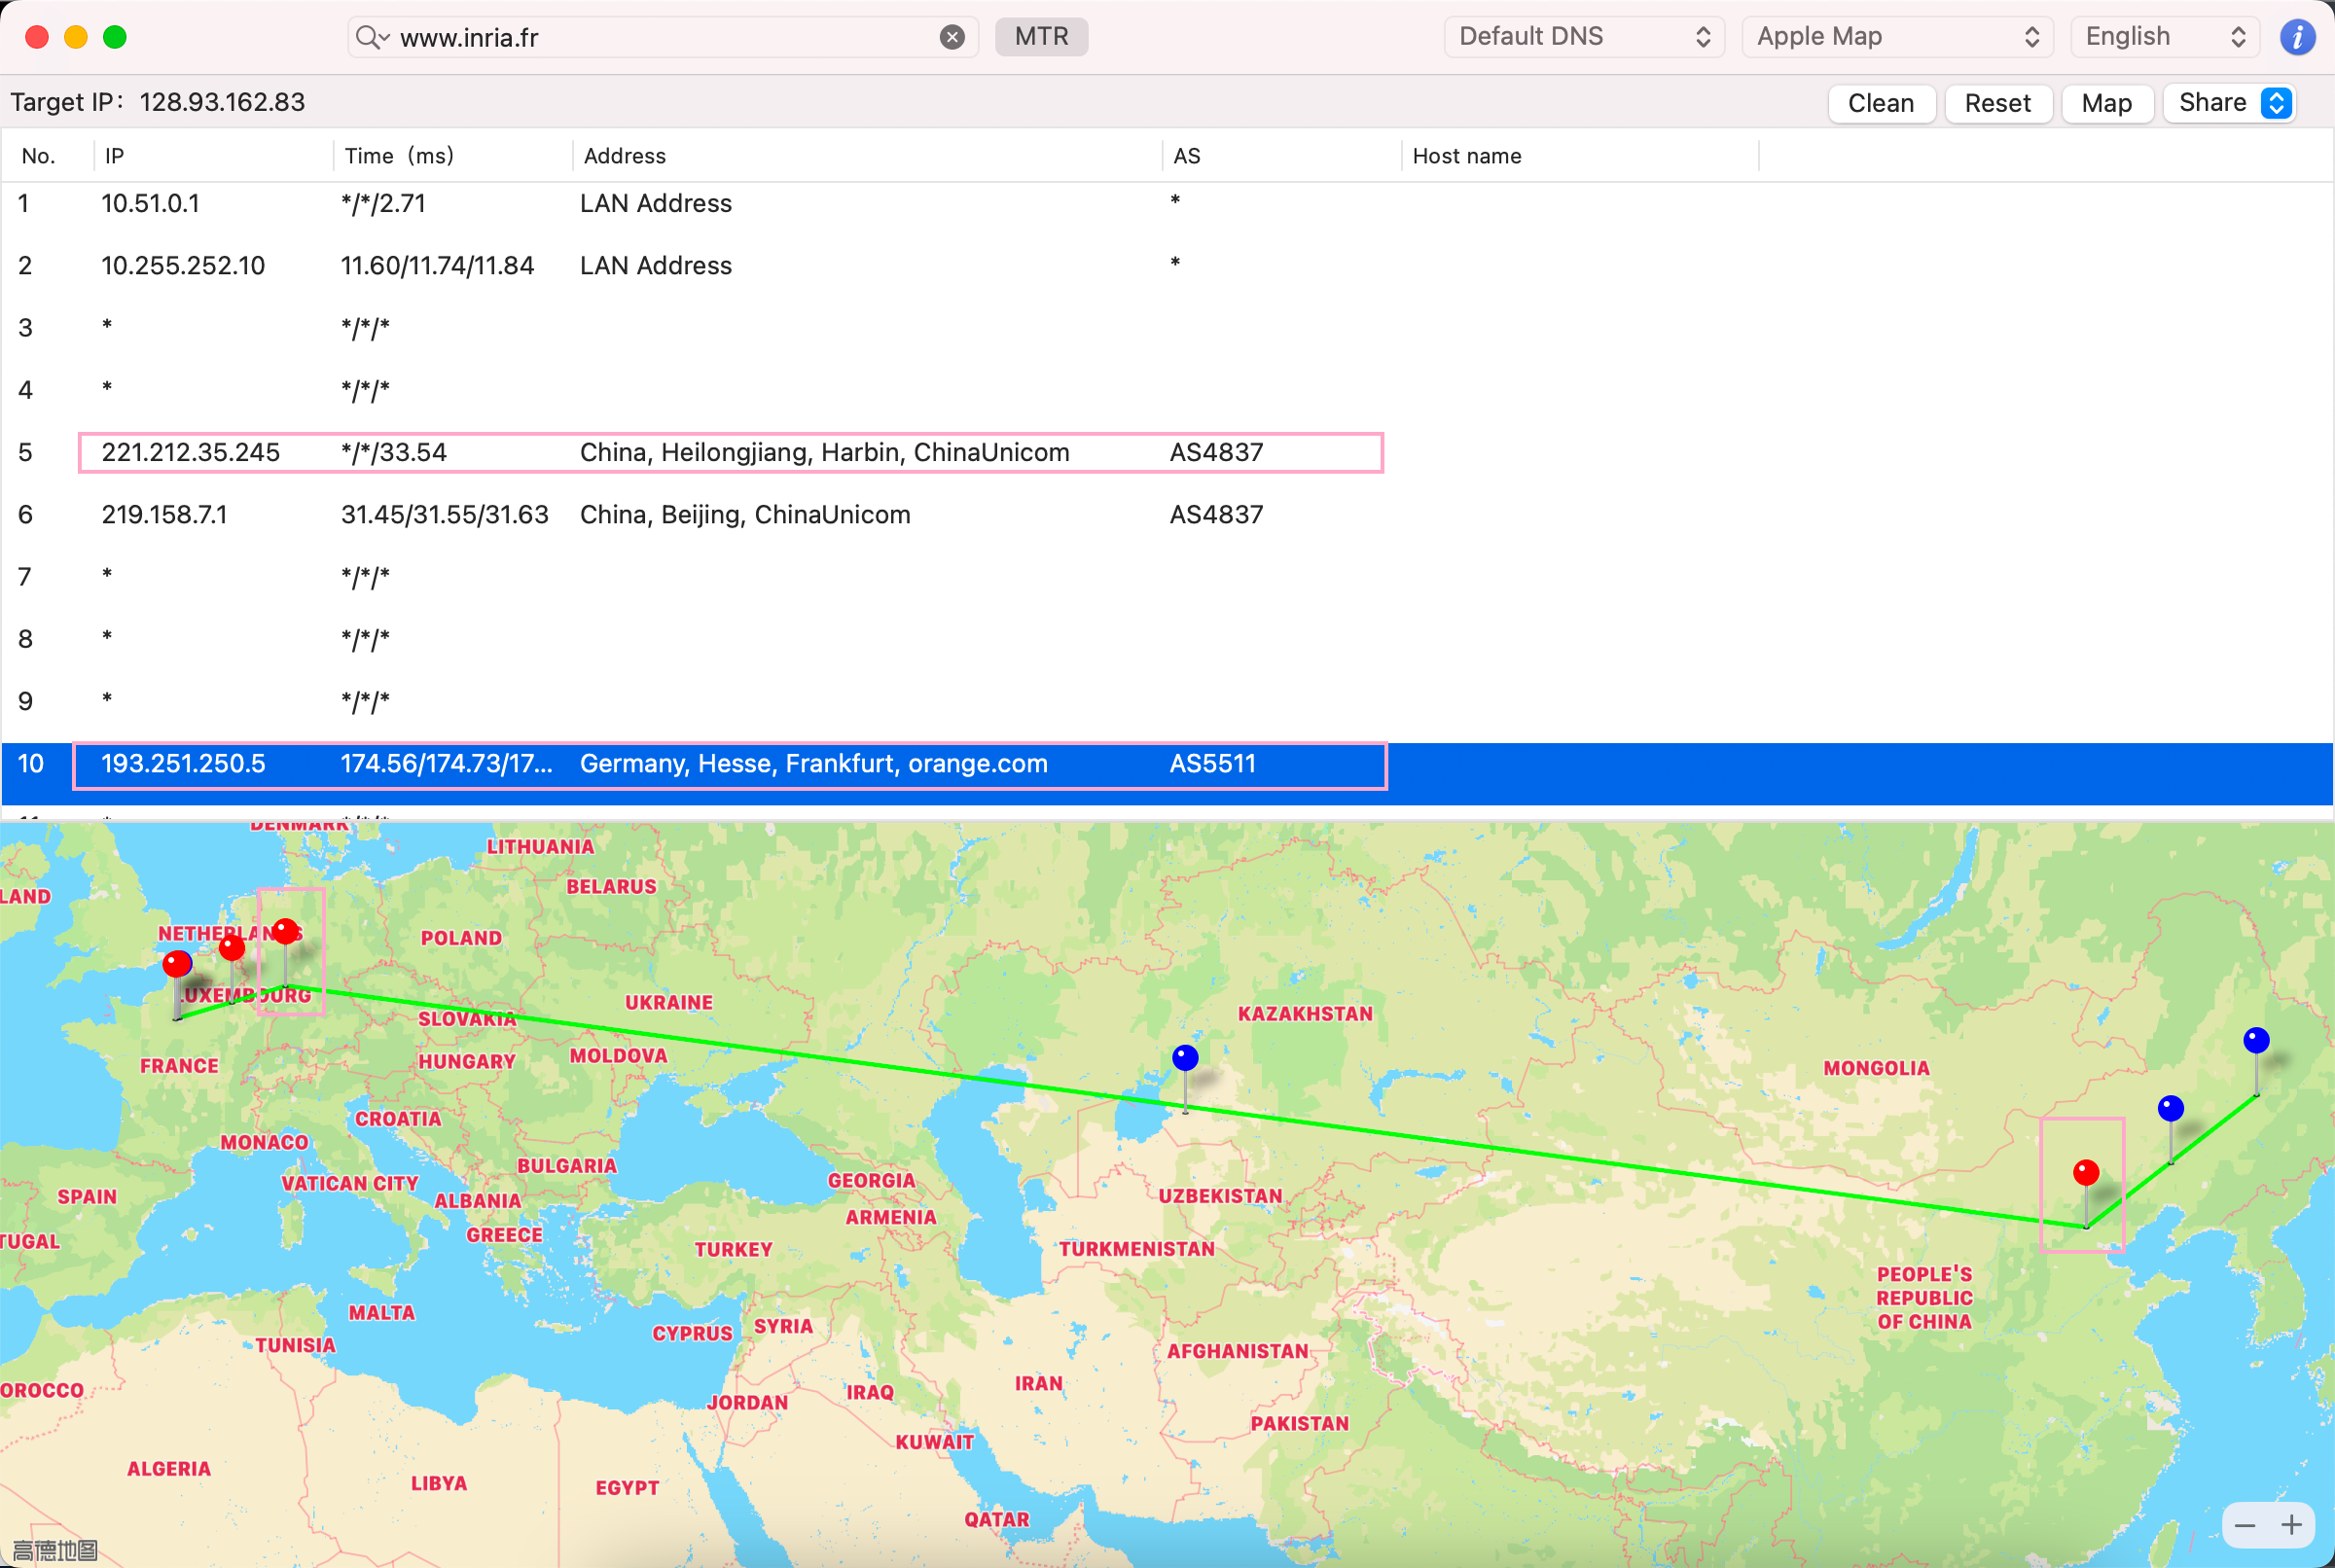 www.inria.fr MTR Default DNS Apple Map English i
Target IP: 128.93.162.83 Clean Reset Map Share
No. IP Time (ms) Address AS Host name
1 10.51.0.1 */*/2.71 LAN Address *
2 10.255.252.10 11.60/11.74/11.84 LAN Address *
3 * */*/*
4 * */*/*
5 221.212.35.245 */*/33.54 China, Heilongjiang, Harbin, ChinaUnicom AS4837
6 219.158.7.1 31.45/31.55/31.63 China, Beijing, ChinaUnicom AS4837
7 * */*/*
8 * */*/*
9 * */*/*
10 193.251.250.5 174.56/174.73/17... Germany, Hesse, Frankfurt, orange.com AS5511
11 * */*/*
DENMARK
LITHUANIA
BELARUS
LAND
NETHERLANDS
POLAND
LUXEMBOURG
UKRAINE
KAZAKHSTAN
SLOVAKIA
HUNGARY
MOLDOVA
FRANCE
MONGOLIA
CROATIA
MONACO
BULGARIA
VATICAN CITY
GEORGIA
SPAIN
ALBANIA
UZBEKISTAN
ARMENIA
GREECE
TUGAL
TURKEY
TURKMENISTAN
PEOPLE'S
REPUBLIC
OF CHINA
MALTA
CYPRUS
SYRIA
TUNISIA
AFGHANISTAN
OROCCO
IRAQ
IRAN
JORDAN
PAKISTAN
KUWAIT
ALGERIA
LIBYA
EGYPT
QATAR
高德地图